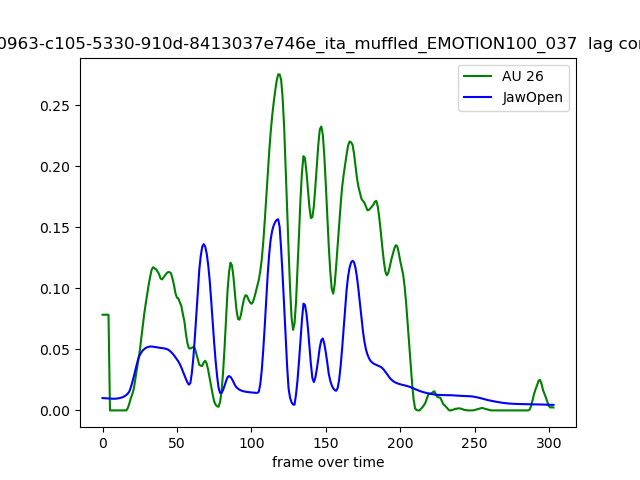 0963-c105-5330-910d-8413037e746e_ita_muffled_EMOTION100_037 lag
AU 26
JawOpen
0.25
0.20
0.15
0.10
0.05
0.00
0 50 100 150 200 250 300
frame over time